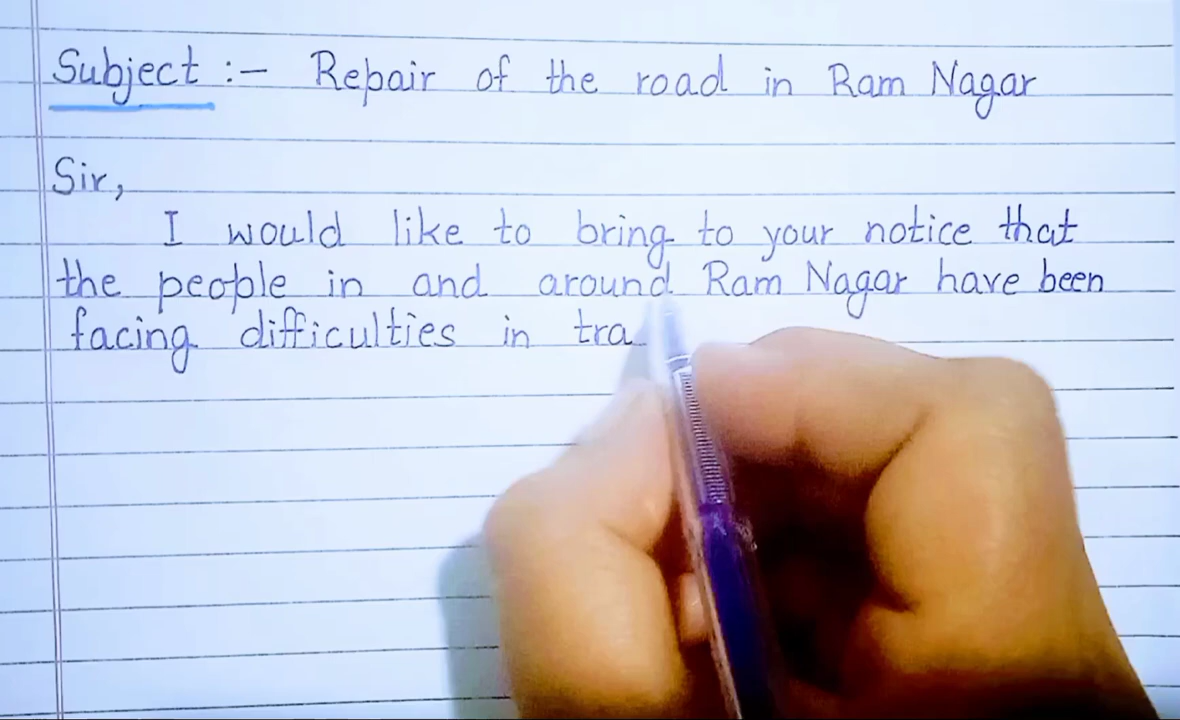 Subject :- Repair of the road in Ram Nagar
Sir,
I would like to bring to your notice that
the people in and around Ram Nagar have been
facing difficulties in tra